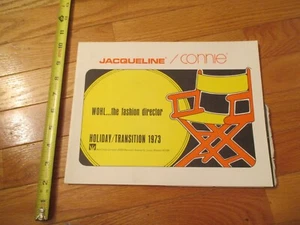 JACQUELINE / connie
WOHL...the fashion director
HOLIDAY/TRANSITION 1973